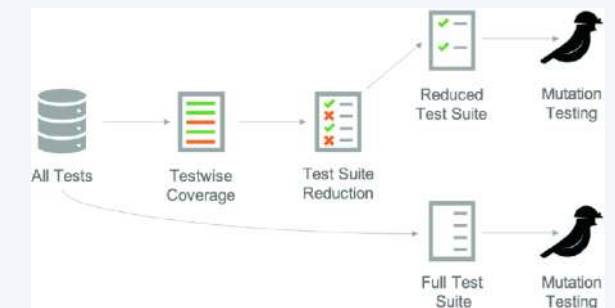 Reduced
Test Suite
Mutation
Testing
All Tests
Testwise
Coverage
Test Suite
Reduction
Full Test
Suite
Mutation
Testing